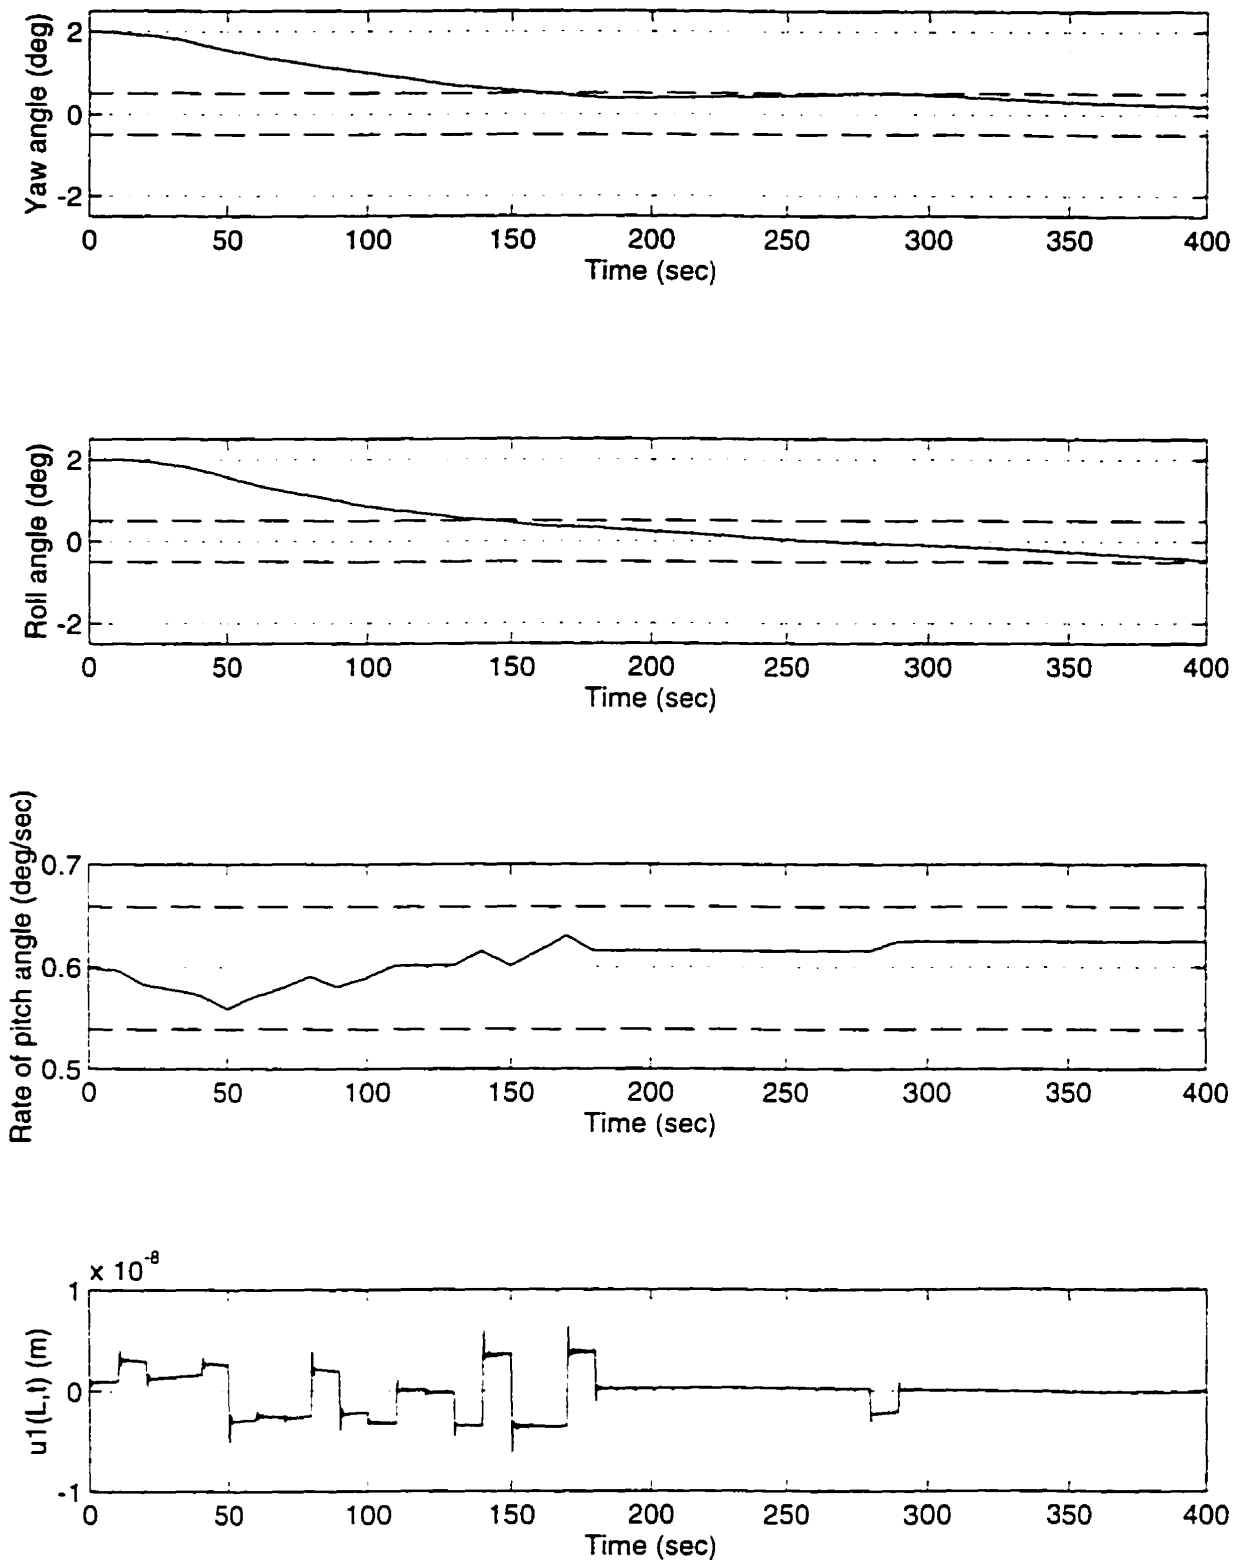 Yaw angle (deg)
2
0
-2
0 50 100 150 200 250 300 350 400
Time (sec)
Roll angle (deg)
2
0
-2
0 50 100 150 200 250 300 350 400
Time (sec)
Rate of pitch angle (deg/sec)
0.7
0.6
0.5
0 50 100 150 200 250 300 350 400
Time (sec)
x 10^-8
u1(L,t) (m)
1
0
-1
0 50 100 150 200 250 300 350 400
Time (sec)